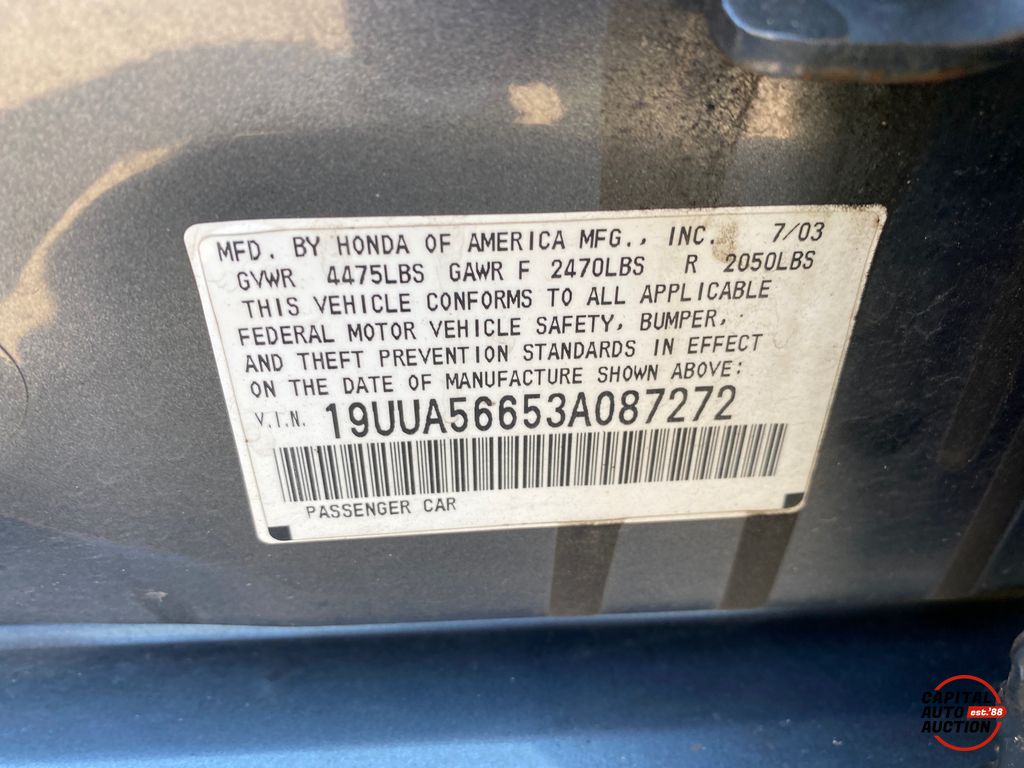 MFD. BY HONDA OF AMERICA MFG., INC. 7/03
GVWR 4475LBS GAWR F 2470LBS R 2050LBS
THIS VEHICLE CONFORMS TO ALL APPLICABLE
FEDERAL MOTOR VEHICLE SAFETY, BUMPER,
AND THEFT PREVENTION STANDARDS IN EFFECT
ON THE DATE OF MANUFACTURE SHOWN ABOVE:
V.I.N. 19UUA56653A087272
PASSENGER CAR
CAPITAL
AUTO est.'88
AUCTION